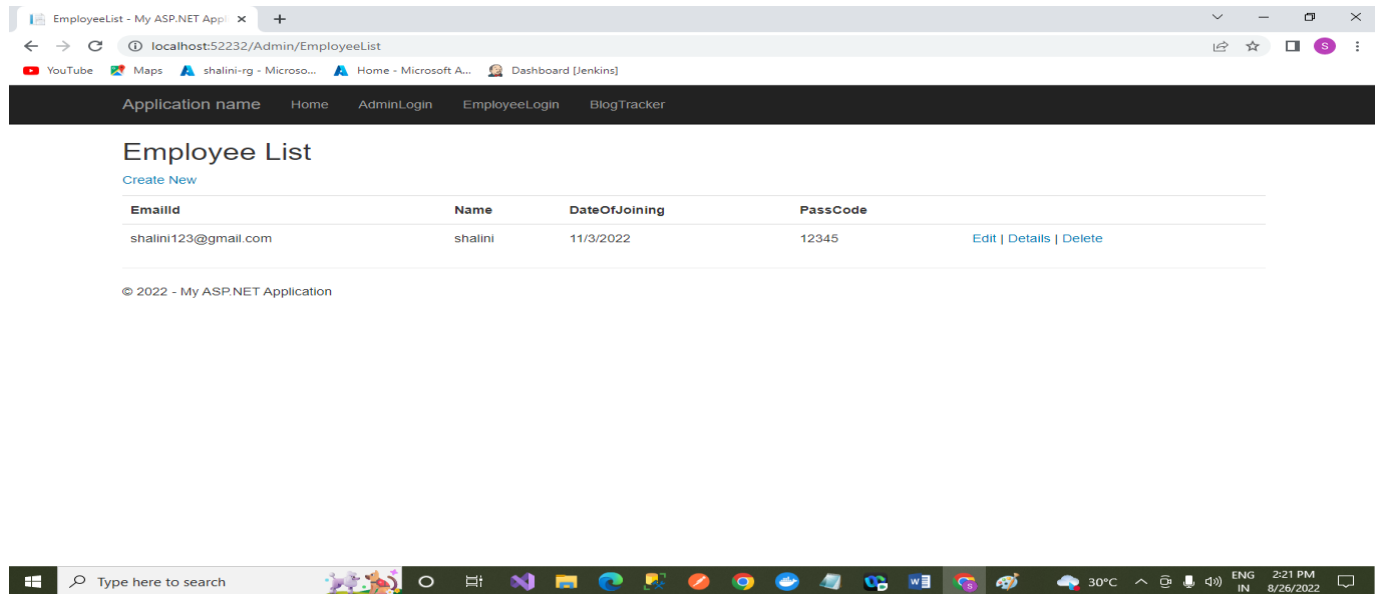 EmployeeList - My ASP.NET Appl
localhost:52232/Admin/EmployeeList
S
YouTube Maps shalini-rg - Microso... Home - Microsoft A... Dashboard [Jenkins]
Application name Home AdminLogin EmployeeLogin BlogTracker
Employee List
Create New
EmailId Name DateOfJoining PassCode
shalini123@gmail.com shalini 11/3/2022 12345 Edit | Details | Delete
© 2022 - My ASP.NET Application
Type here to search 30°C ENG 2:21 PM
IN 8/26/2022